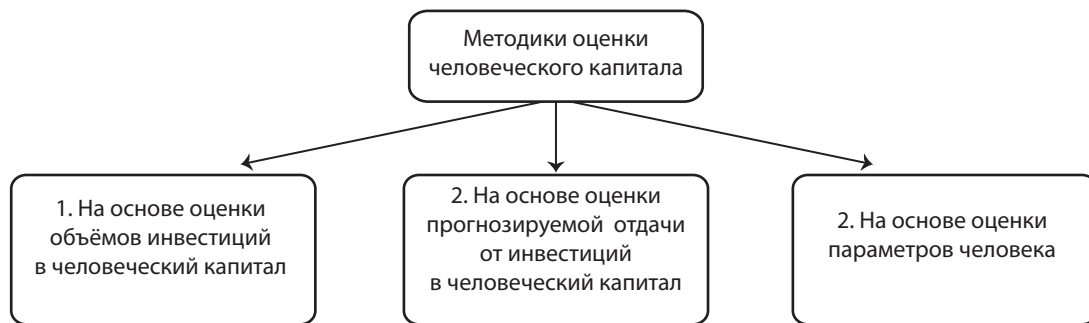 Методики оценки
человеческого капитала
1. На основе оценки
объёмов инвестиций
в человеческий капитал
2. На основе оценки
прогнозируемой отдачи
от инвестиций
в человеческий капитал
2. На основе оценки
параметров человека